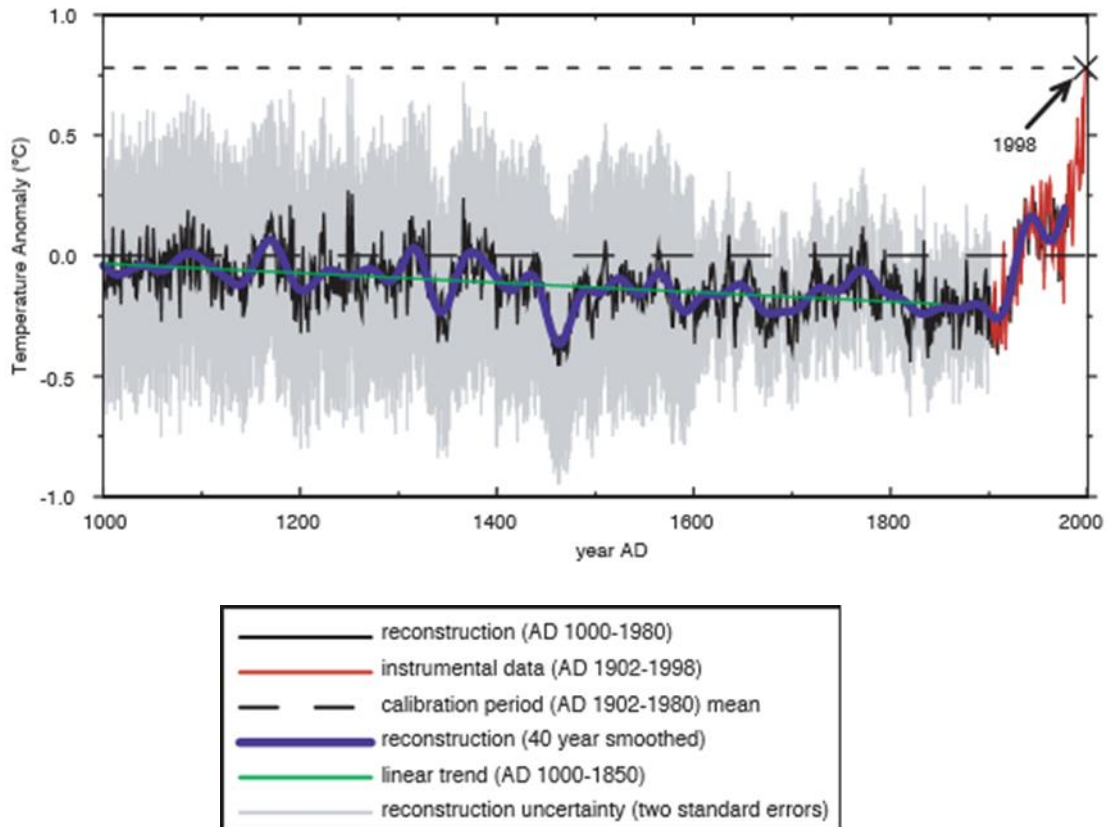 1.0
0.5
0.0
-0.5
-1.0
Temperature Anomaly (°C)
1998
1000
1200
1400
1600
1800
2000
year AD
reconstruction (AD 1000-1980)
instrumental data (AD 1902-1998)
calibration period (AD 1902-1980) mean
reconstruction (40 year smoothed)
linear trend (AD 1000-1850)
reconstruction uncertainty (two standard errors)